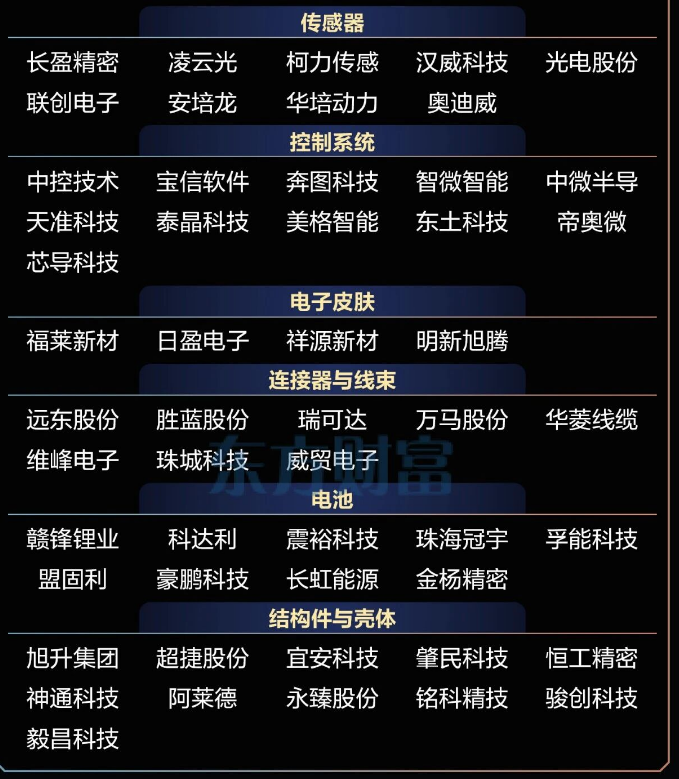 传感器
长盈精密 凌云光 柯力传感 汉威科技 光电股份
联创电子 安培龙 华培动力 奥迪威
控制系统
中控技术 宝信软件 奔图科技 智微智能 中微半导
天准科技 泰晶科技 美格智能 东土科技 帝奥微
芯导科技
电子皮肤
福莱新材 日盈电子 祥源新材 明新旭腾
连接器与线束
远东股份 胜蓝股份 瑞可达 万马股份 华菱线缆
维峰电子 珠城科技 威贸电子
东方财富
电池
赣锋锂业 科达利 震裕科技 珠海冠宇 孚能科技
盟固利 豪鹏科技 长虹能源 金杨精密
结构件与壳体
旭升集团 超捷股份 宜安科技 肇民科技 恒工精密
神通科技 阿莱德 永臻股份 铭科精技 骏创科技
毅昌科技